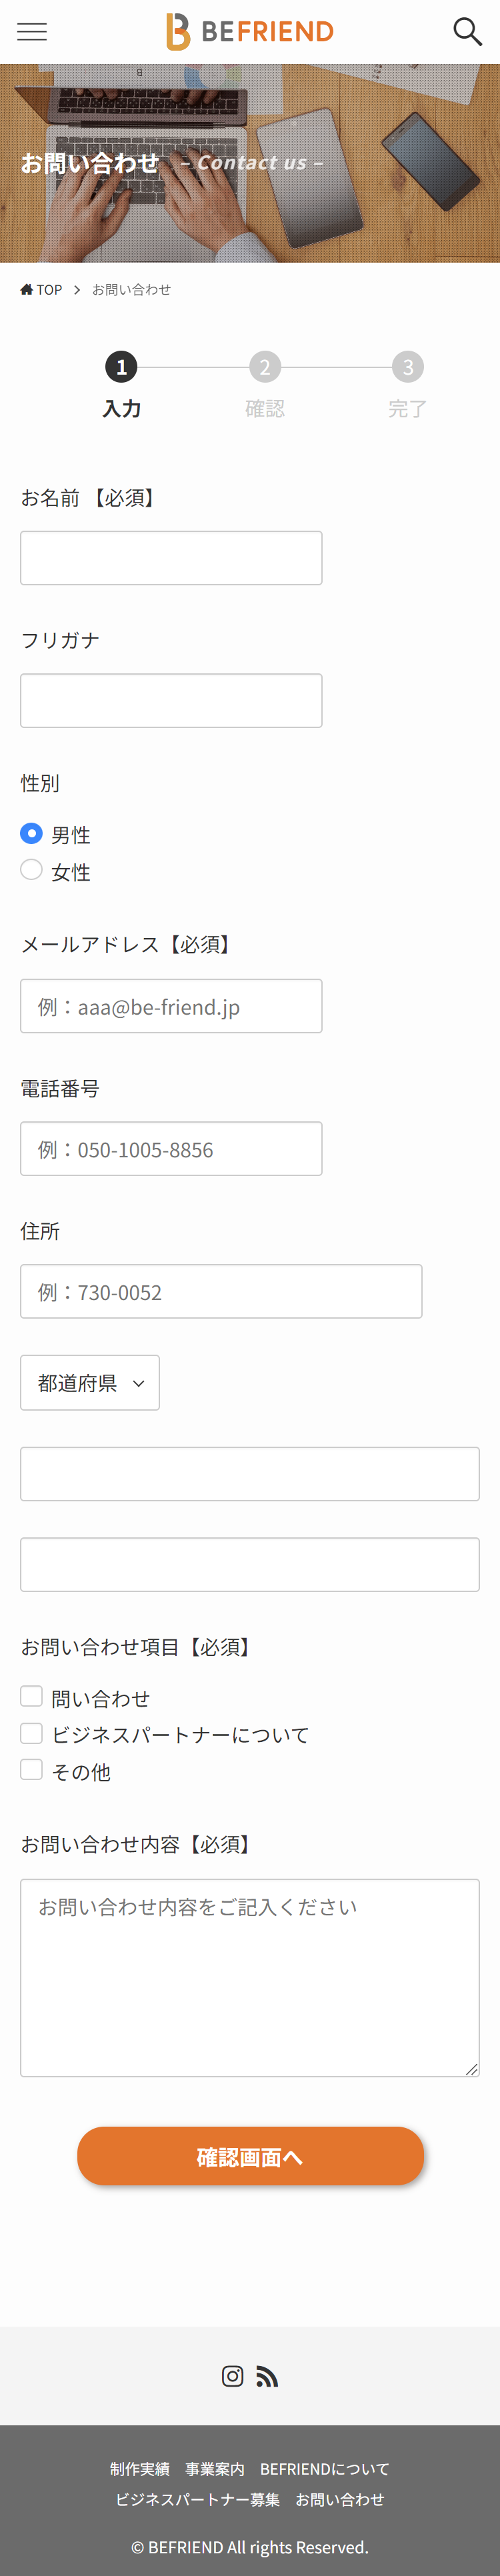 BEFRIEND
お問い合わせ – Contact us –
TOP > お問い合わせ
1 2 3
入力 確認 完了
お名前 【必須】
フリガナ
性別
男性
女性
メールアドレス【必須】
例：aaa@be-friend.jp
電話番号
例：050-1005-8856
住所
例：730-0052
都道府県
お問い合わせ項目【必須】
問い合わせ
ビジネスパートナーについて
その他
お問い合わせ内容【必須】
お問い合わせ内容をご記入ください
確認画面へ
制作実績 事業案内 BEFRIENDについて
ビジネスパートナー募集 お問い合わせ
© BEFRIEND All rights Reserved.